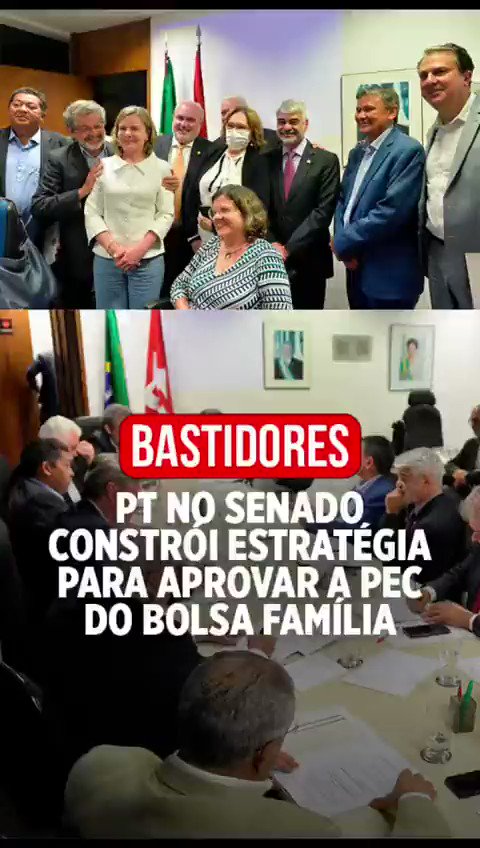 BASTIDORES
PT NO SENADO
CONSTRÓI ESTRATÉGIA
PARA APROVAR A PEC
DO BOLSA FAMÍLIA